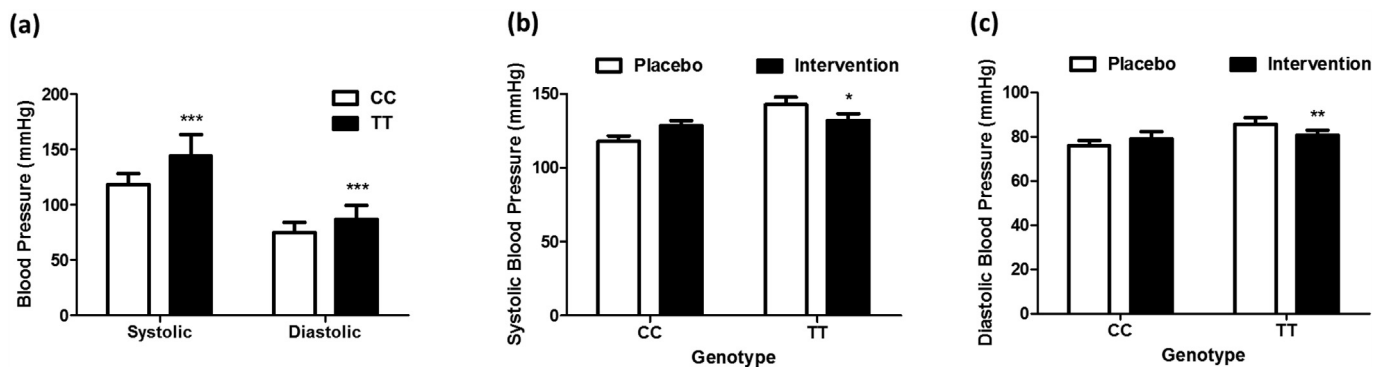 (a)
Blood Pressure (mmHg)
200
150
100
50
0
CC
TT
***
***
Systolic
Diastolic
(b)
Placebo
Intervention
Systolic Blood Pressure (mmHg)
150
100
50
0
*
CC
TT
Genotype
(c)
Placebo
Intervention
Diastolic Blood Pressure (mmHg)
100
80
60
40
20
0
**
CC
TT
Genotype